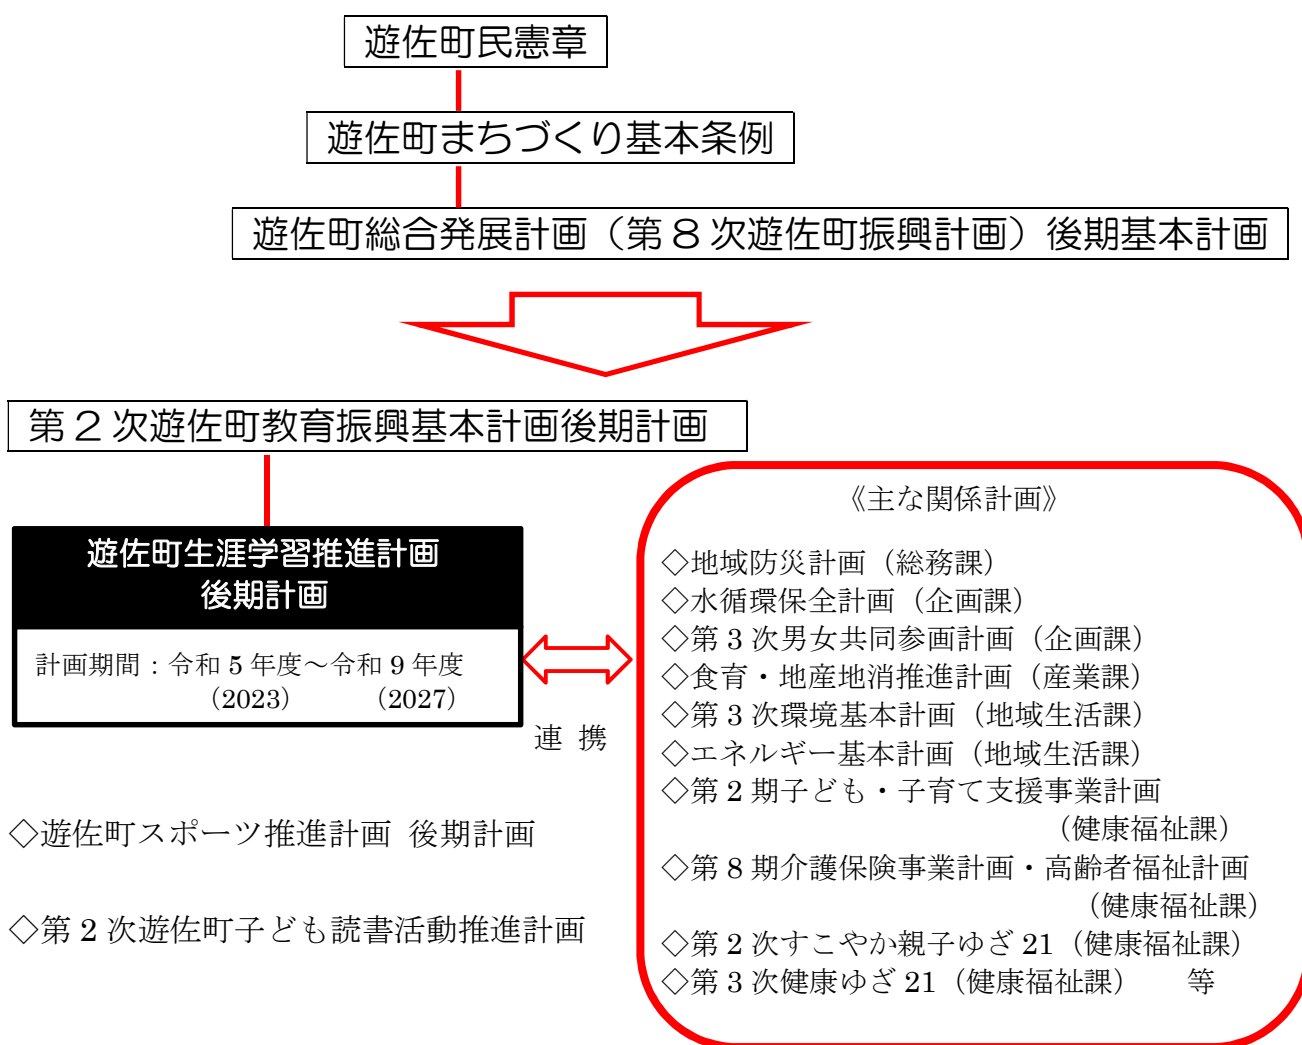 遊佐町民憲章
遊佐町まちづくり基本条例
遊佐町総合発展計画（第８次遊佐町振興計画）後期基本計画
第２次遊佐町教育振興基本計画後期計画
遊佐町生涯学習推進計画
後期計画
計画期間：令和 5 年度～令和 9 年度
（2023） （2027）
連 携
◇遊佐町スポーツ推進計画 後期計画
◇第 2 次遊佐町子ども読書活動推進計画
《主な関係計画》
◇地域防災計画（総務課）
◇水循環保全計画（企画課）
◇第 3 次男女共同参画計画（企画課）
◇食育・地産地消推進計画（産業課）
◇第 3 次環境基本計画（地域生活課）
◇エネルギー基本計画（地域生活課）
◇第 2 期子ども・子育て支援事業計画
（健康福祉課）
◇第 8 期介護保険事業計画・高齢者福祉計画
（健康福祉課）
◇第 2 次すこやか親子ゆざ 21（健康福祉課）
◇第 3 次健康ゆざ 21（健康福祉課） 等